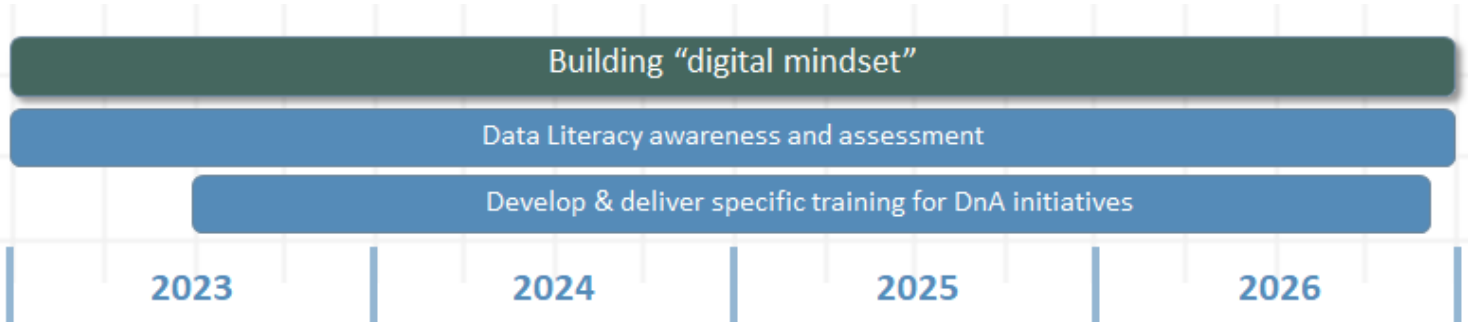 Building “digital mindset”
Data Literacy awareness and assessment
Develop & deliver specific training for DnA initiatives
2023 2024 2025 2026